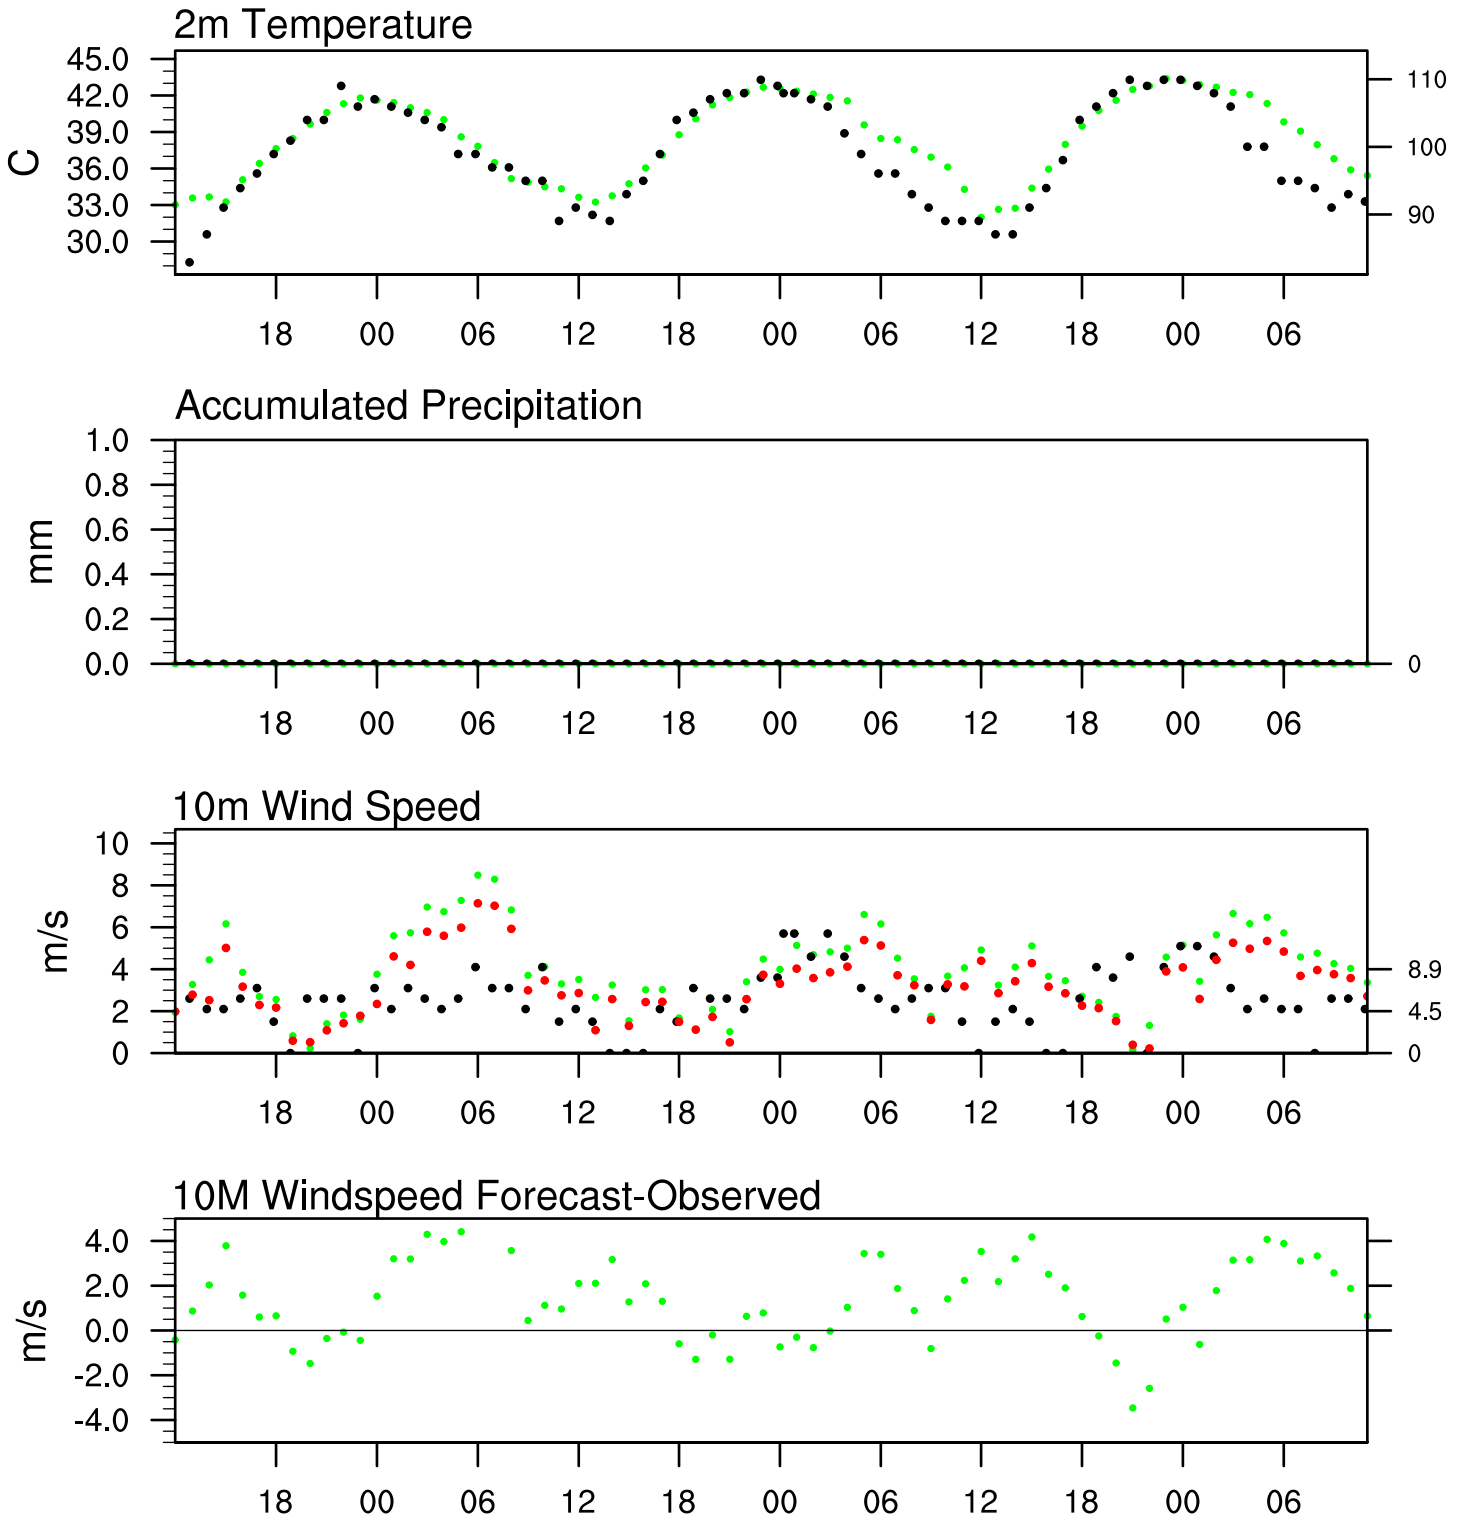 2m Temperature
45.0
42.0
39.0
36.0
33.0
30.0
C
110
100
90
18 00 06 12 18 00 06 12 18 00 06
Accumulated Precipitation
1.0
0.8
0.6
0.4
0.2
0.0
mm
0
18 00 06 12 18 00 06 12 18 00 06
10m Wind Speed
10
8
6
4
2
0
m/s
8.9
4.5
0
18 00 06 12 18 00 06 12 18 00 06
10M Windspeed Forecast-Observed
4.0
2.0
0.0
-2.0
-4.0
m/s
18 00 06 12 18 00 06 12 18 00 06